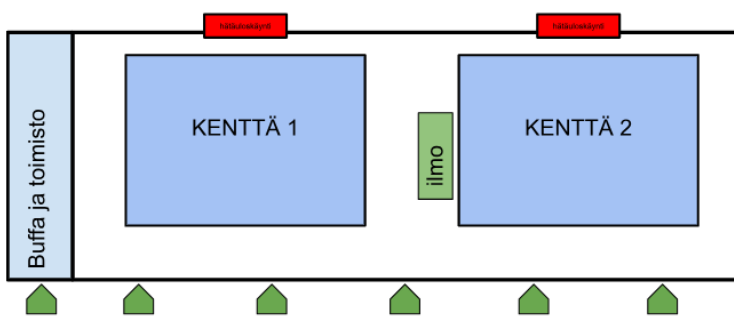 hätäuloskäynti
hätäuloskäynti
KENTTÄ 1
KENTTÄ 2
ilmo
Buffa ja toimisto